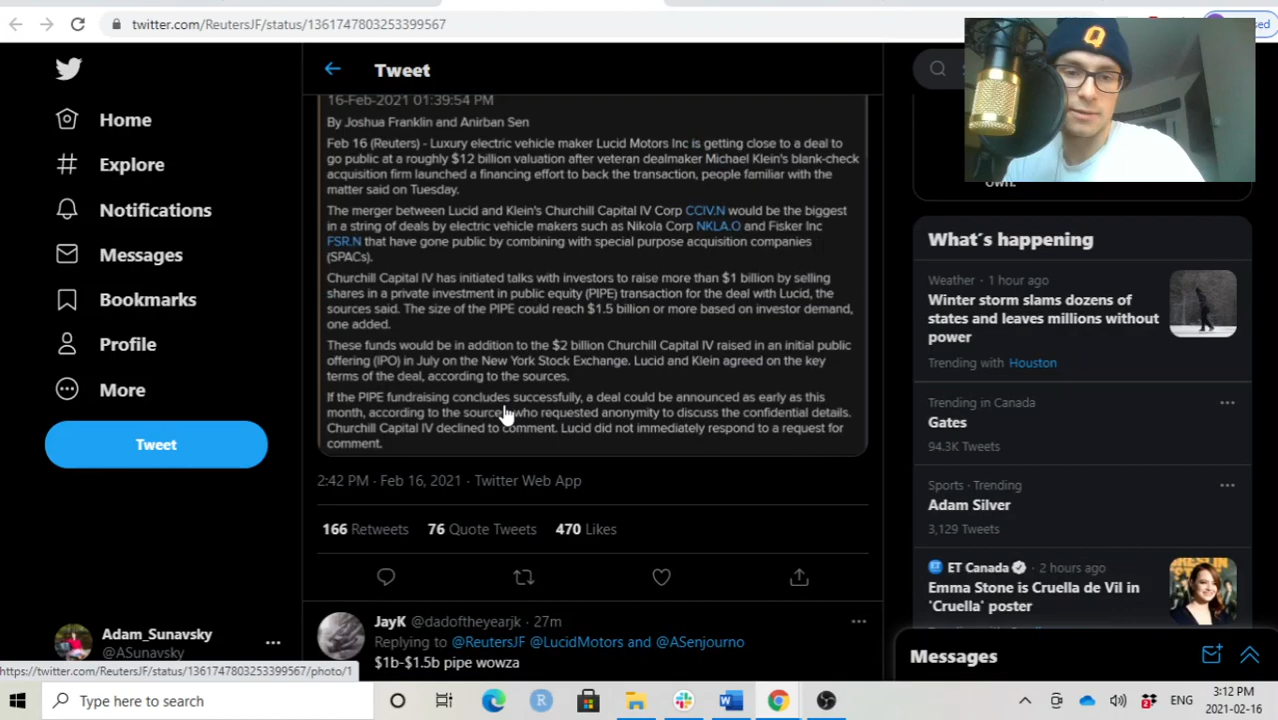 twitter.com/ReutersJF/status/1361747803253399567
Home
Explore
Notifications
Messages
Bookmarks
Profile
More
Tweet
Adam_Sunavsky
@ASunavsky
https://twitter.com/ReutersJF/status/1361747803253399567/photo/1
Tweet
16-Feb-2021 01:39:54 PM
By Joshua Franklin and Anirban Sen
Feb 16 (Reuters) - Luxury electric vehicle maker Lucid Motors Inc is getting close to a deal to
go public at a roughly $12 billion valuation after veteran dealmaker Michael Klein's blank-check
acquisition firm launched a financing effort to back the transaction, people familiar with the
matter said on Tuesday.
The merger between Lucid and Klein's Churchill Capital IV Corp CCIV.N would be the biggest
in a string of deals by electric vehicle makers such as Nikola Corp NKLA.O and Fisker Inc
FSR.N that have gone public by combining with special purpose acquisition companies
(SPACs).
Churchill Capital IV has initiated talks with investors to raise more than $1 billion by selling
shares in a private investment in public equity (PIPE) transaction for the deal with Lucid, the
sources said. The size of the PIPE could reach $1.5 billion or more based on investor demand,
one added.
These funds would be in addition to the $2 billion Churchill Capital IV raised in an initial public
offering (IPO) in July on the New York Stock Exchange. Lucid and Klein agreed on the key
terms of the deal, according to the sources.
If the PIPE fundraising concludes successfully, a deal could be announced as early as this
month, according to the sources who requested anonymity to discuss the confidential details.
Churchill Capital IV declined to comment. Lucid did not immediately respond to a request for
comment.
2:42 PM · Feb 16, 2021 · Twitter Web App
166 Retweets 76 Quote Tweets 470 Likes
JayK @dadoftheyearjk · 27m
Replying to @ReutersJF @LucidMotors and @ASenjourno
$1b-$1.5b pipe wowza
own.
What's happening
Weather · 1 hour ago
Winter storm slams dozens of
states and leaves millions without
power
Trending with Houston
Trending in Canada
Gates
94.3K Tweets
Sports · Trending
Adam Silver
3,129 Tweets
ET Canada · 2 hours ago
Emma Stone is Cruella de Vil in
'Cruella' poster
Messages
Type here to search
ENG
3:12 PM
2021-02-16